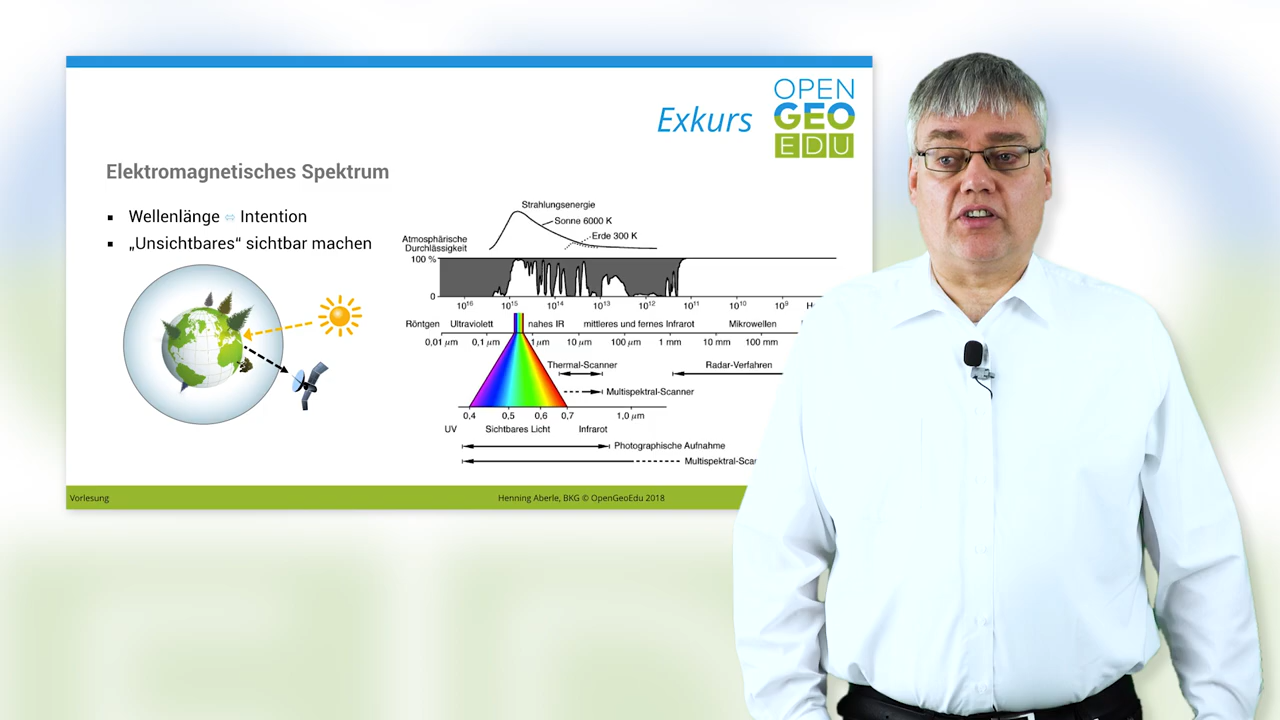 OPEN
GEO
EDU
Exkurs
Elektromagnetisches Spektrum
Wellenlänge ⇔ Intention
„Unsichtbares“ sichtbar machen
Strahlungsenergie
Sonne 6000 K
Erde 300 K
Atmosphärische
Durchlässigkeit
100 %
0
10¹⁶ 10¹⁵ 10¹⁴ 10¹³ 10¹² 10¹¹ 10¹⁰ 10⁹
Röntgen Ultraviolett nahes IR mittleres und fernes Infrarot Mikrowellen
0,01 µm 0,1 µm 1 µm 10 µm 100 µm 1 mm 10 mm 100 mm
Thermal-Scanner Radar-Verfahren
Multispektral-Scanner
0,4 0,5 0,6 0,7 1,0 µm
UV Sichtbares Licht Infrarot
Photographische Aufnahme
Multispektral-Scan
Vorlesung Henning Aberle, BKG © OpenGeoEdu 2018